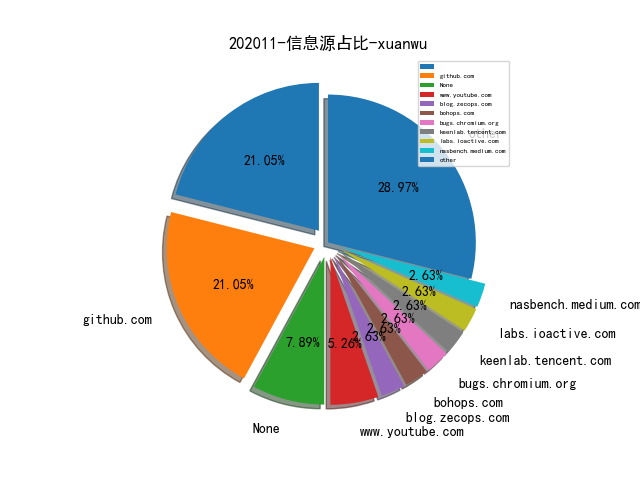 202011-信息源占比-xuanwu
github.com
None
www.youtube.com
blog.zecops.com
bohops.com
bugs.chromium.org
keenlab.tencent.com
labs.ioactive.com
nasbench.medium.com
other
other
21.05%
28.97%
21.05%
7.89%
5.26%
2.63%
2.63%
2.63%
2.63%
2.63%
2.63%
2.63%
github.com
None
www.youtube.com
blog.zecops.com
bohops.com
bugs.chromium.org
keenlab.tencent.com
labs.ioactive.com
nasbench.medium.com